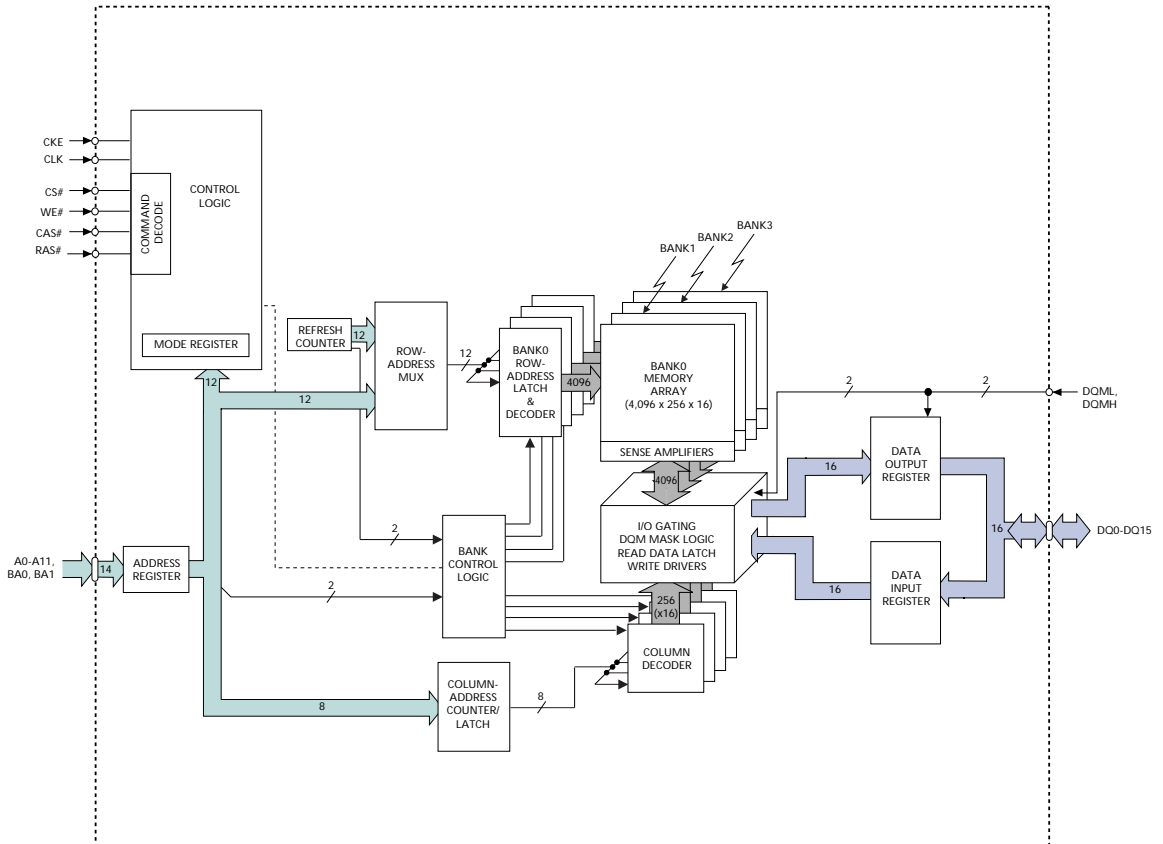 CKE
CLK
CS#
WE#
CAS#
RAS#
COMMAND
DECODE
CONTROL
LOGIC
MODE REGISTER
12
REFRESH
COUNTER
12
12
ROW-
ADDRESS
MUX
12
BANK0
ROW-
ADDRESS
LATCH
&
DECODER
4096
BANK1
BANK2
BANK3
BANK0
MEMORY
ARRAY
(4,096 x 256 x 16)
SENSE AMPLIFIERS
4096
I/O GATING
DQM MASK LOGIC
READ DATA LATCH
WRITE DRIVERS
256
(x16)
COLUMN
DECODER
2
2
DQML,
DQMH
16
DATA
OUTPUT
REGISTER
16
DQ0-DQ15
16
DATA
INPUT
REGISTER
A0-A11,
BA0, BA1
14
ADDRESS
REGISTER
2
2
BANK
CONTROL
LOGIC
8
COLUMN-
ADDRESS
COUNTER/
LATCH
8